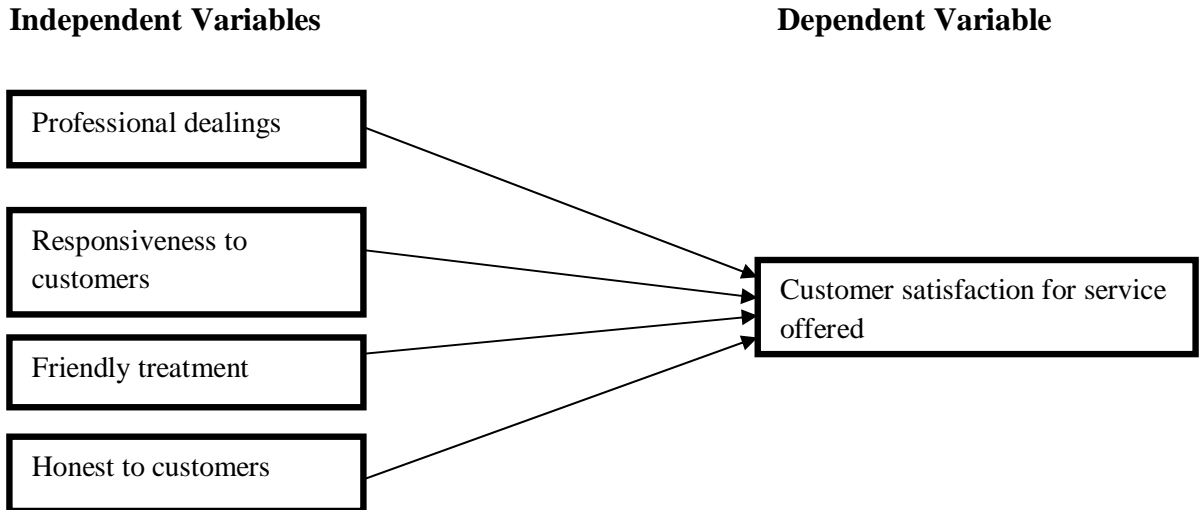 Independent Variables
Dependent Variable
Professional dealings
Responsiveness to
customers
Friendly treatment
Honest to customers
Customer satisfaction for service
offered